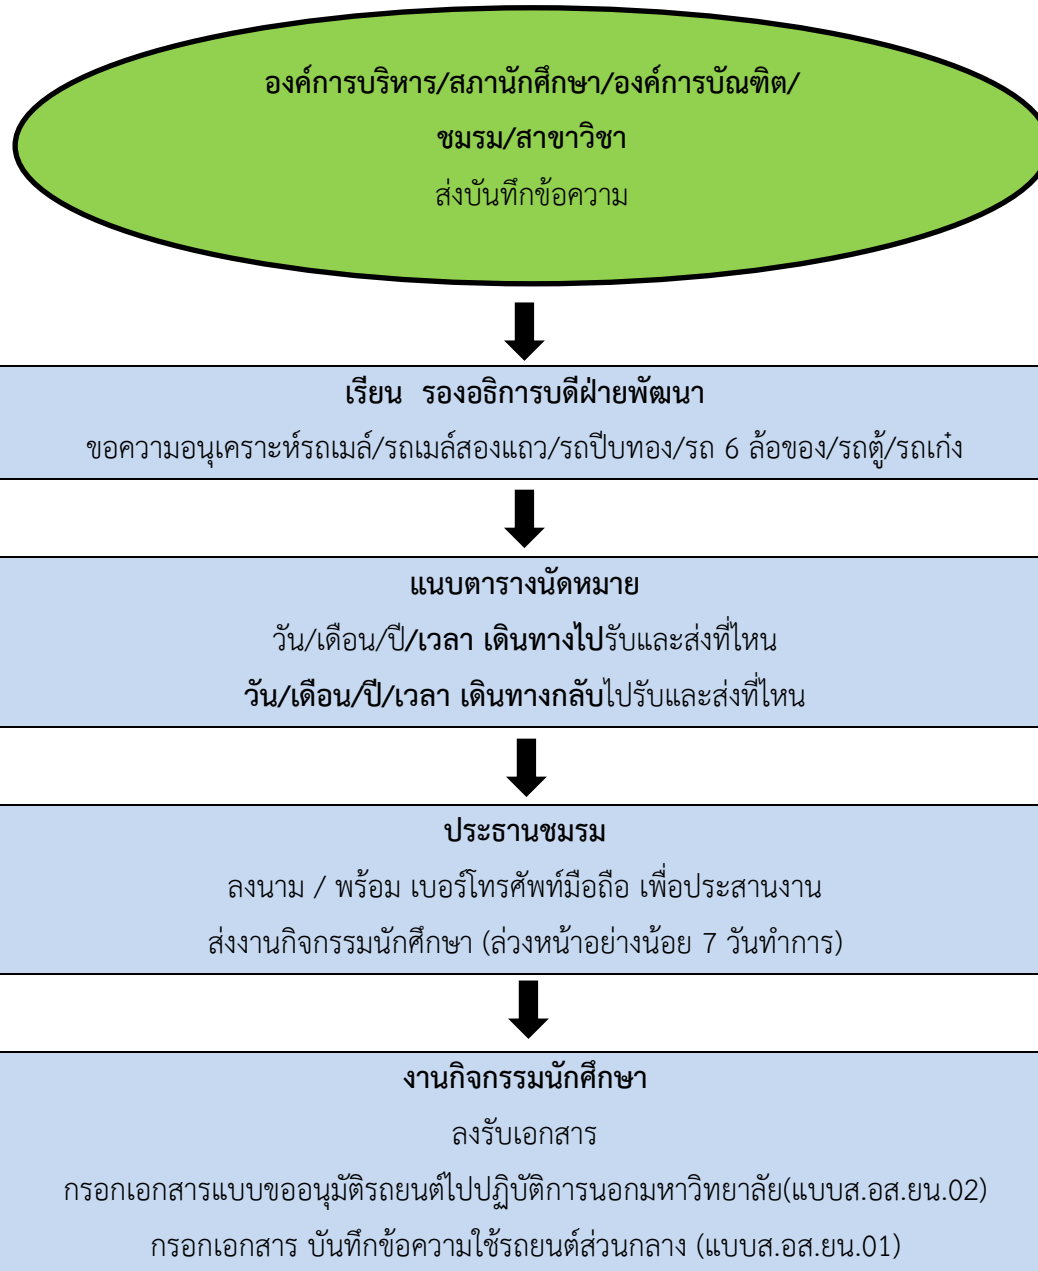 องค์การบริหาร/สภานักศึกษา/องค์การบัณฑิต/
ชมรม/สาขาวิชา
ส่งบันทึกข้อความ
เรียน รองอธิการบดีฝ่ายพัฒนา
ขอความอนุเคราะห์รถเมล์/รถเมล์สองแถว/รถปีบทอง/รถ 6 ล้อของ/รถตู้/รถเก๋ง
แนบตารางนัดหมาย
วัน/เดือน/ปี/เวลา เดินทางไปรับและส่งที่ไหน
วัน/เดือน/ปี/เวลา เดินทางกลับไปรับและส่งที่ไหน
ประธานชมรม
ลงนาม / พร้อม เบอร์โทรศัพท์มือถือ เพื่อประสานงาน
ส่งงานกิจกรรมนักศึกษา (ล่วงหน้าอย่างน้อย 7 วันทำการ)
งานกิจกรรมนักศึกษา
ลงรับเอกสาร
กรอกเอกสารแบบขออนุมัติรถยนต์ไปปฏิบัติการนอกมหาวิทยาลัย(แบบส.อส.ยน.02)
กรอกเอกสาร บันทึกข้อความใช้รถยนต์ส่วนกลาง (แบบส.อส.ยน.01)